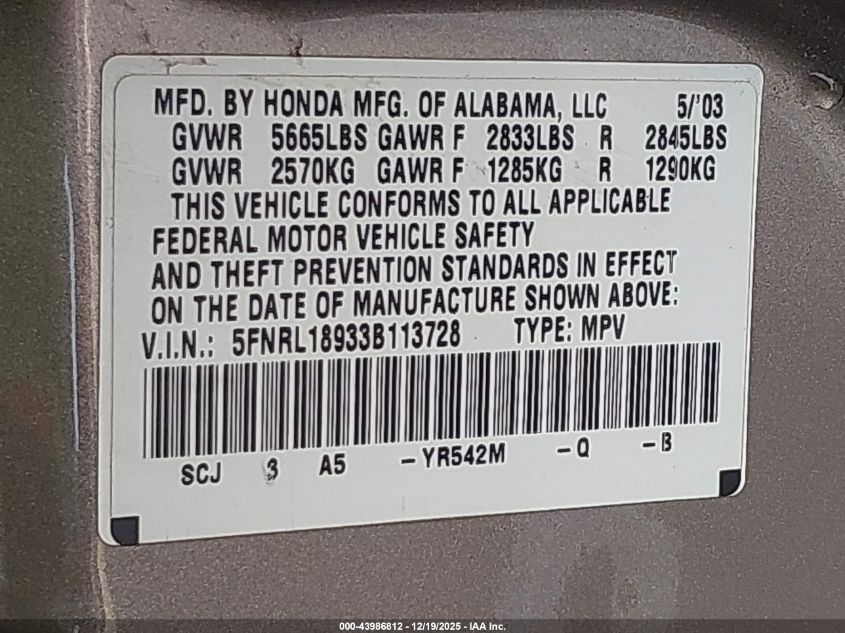 MFD. BY HONDA MFG. OF ALABAMA, LLC 5/'03
GVWR 5665LBS GAWR F 2833LBS R 2845LBS
GVWR 2570KG GAWR F 1285KG R 1290KG
THIS VEHICLE CONFORMS TO ALL APPLICABLE
FEDERAL MOTOR VEHICLE SAFETY
AND THEFT PREVENTION STANDARDS IN EFFECT
ON THE DATE OF MANUFACTURE SHOWN ABOVE:
V.I.N.: 5FNRL18933B113728 TYPE: MPV
SCJ 3 A5 -YR542M -Q -B
000-43986812 - 12/19/2025 - IAA Inc.